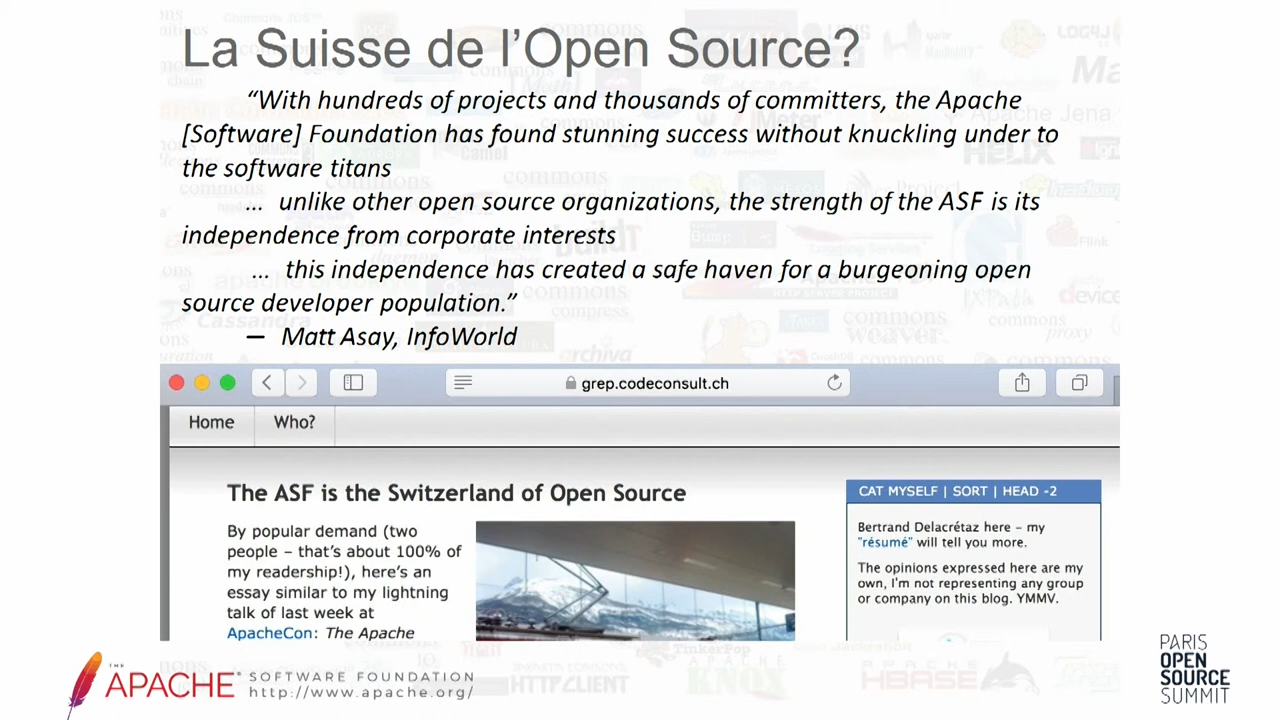 La Suisse de l’Open Source?
“With hundreds of projects and thousands of committers, the Apache
[Software] Foundation has found stunning success without knuckling under to
the software titans
… unlike other open source organizations, the strength of the ASF is its
independence from corporate interests
… this independence has created a safe haven for a burgeoning open
source developer population.”
— Matt Asay, InfoWorld
grep.codeconsult.ch
Home Who?
The ASF is the Switzerland of Open Source
By popular demand (two
people – that’s about 100% of
my readership!), here’s an
essay similar to my lightning
talk of last week at
ApacheCon: The Apache
CAT MYSELF | SORT | HEAD -2
Bertrand Delacrétaz here – my
"résumé" will tell you more.
The opinions expressed here are my
own, I'm not representing any group
or company on this blog. YMMV.
THE
APACHE® SOFTWARE FOUNDATION
http://www.apache.org/
PARIS
OPEN
SOURCE
SUMMIT